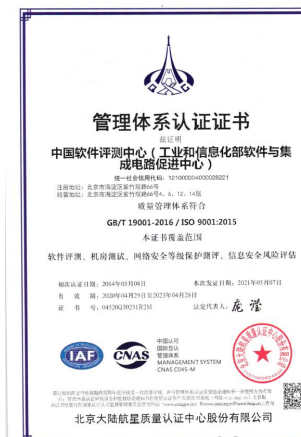 管理体系认证证书
兹证明
中国软件评测中心（工业和信息化部软件与集
成电路促进中心）
统一社会信用代码：12100000400008221
注册地址：北京市海淀区紫竹院路66号
经营地址：北京市海淀区紫竹院路66号4、6、12、14层
质量管理体系符合
GB/T 19001-2016 / ISO 9001:2015
本证书覆盖范围
软件评测、机房测试、网络安全等级保护测评、信息安全风险评估
初次认证日期：2014年05月08日
本次发证日期：2021年05月07日
有 效 期：2020年04月29日至2023年04月28日
证 书 号：04520Q30231R2M
法定代表人：
IAF
CNAS
中国认可
国际互认
管理体系
MANAGEMENT SYSTEM
CNAS C045-M
北京大陆航星质量认证中心股份有限公司